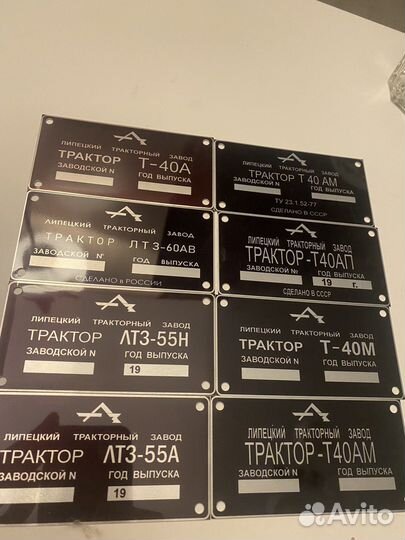 ЛИПЕЦКИЙ ТРАКТОРНЫЙ ЗАВОД
ТРАКТОР Т-40А
ЗАВОДСКОЙ N ГОД ВЫПУСКА
ЛИПЕЦКИЙ ТРАКТОРНЫЙ ЗАВОД
ТРАКТОР Т 40 АМ
ЗАВОДСКОЙ N ГОД ВЫПУСКА
ТУ 23.1.52-77
СДЕЛАНО В СССР
ЛИПЕЦКИЙ ТРАКТОРНЫЙ ЗАВОД
ТРАКТОР ЛТЗ-60АВ
ЗАВОДСКОЙ N ГОД ВЫПУСКА
СДЕЛАНО В РОССИИ
ЛИПЕЦКИЙ ТРАКТОРНЫЙ ЗАВОД
ТРАКТОР-Т40АП
ЗАВОДСКОЙ N ГОД ВЫПУСКА
19 г.
СДЕЛАНО В СССР
ЛИПЕЦКИЙ ТРАКТОРНЫЙ ЗАВОД
ТРАКТОР ЛТЗ-55Н
ЗАВОДСКОЙ N ГОД ВЫПУСКА
19
ЛИПЕЦКИЙ ТРАКТОРНЫЙ ЗАВОД
ТРАКТОР Т-40М
ЗАВОДСКОЙ N ГОД ВЫПУСКА
ЛИПЕЦКИЙ ТРАКТОРНЫЙ ЗАВОД
ТРАКТОР ЛТЗ-55А
ЗАВОДСКОЙ N ГОД ВЫПУСКА
19
ЛИПЕЦКИЙ ТРАКТОРНЫЙ ЗАВОД
ТРАКТОР-Т40АМ
ЗАВОДСКОЙ N ГОД ВЫПУСКА
Avito